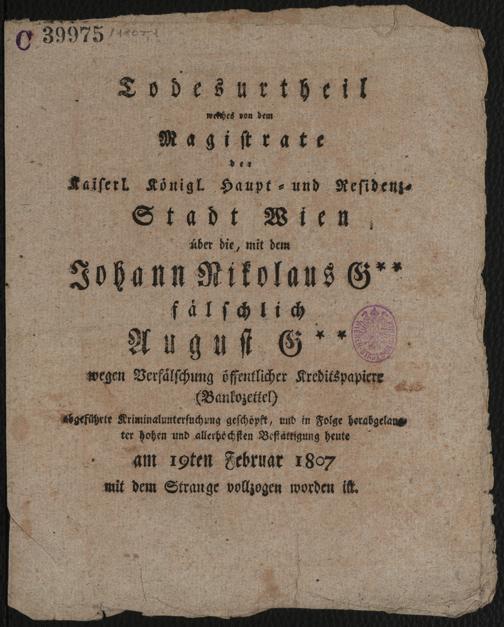 C 39975 /1807,1
Todesurtheil
welches von dem
Magistrate
der
Kaiserl. Königl. Haupt- und Residenz-
Stadt Wien
über die, mit dem
Johann Nikolaus G**
fälschlich
August G**
wegen Verfälschung öffentlicher Kreditspapiere
(Bankozettel)
abgeführte Kriminaluntersuchung geschöpft, und in Folge herabgelang-
ter hohen und allerhöchsten Bestättigung heute
am 19ten Februar 1807
mit dem Strange vollzogen worden ist.